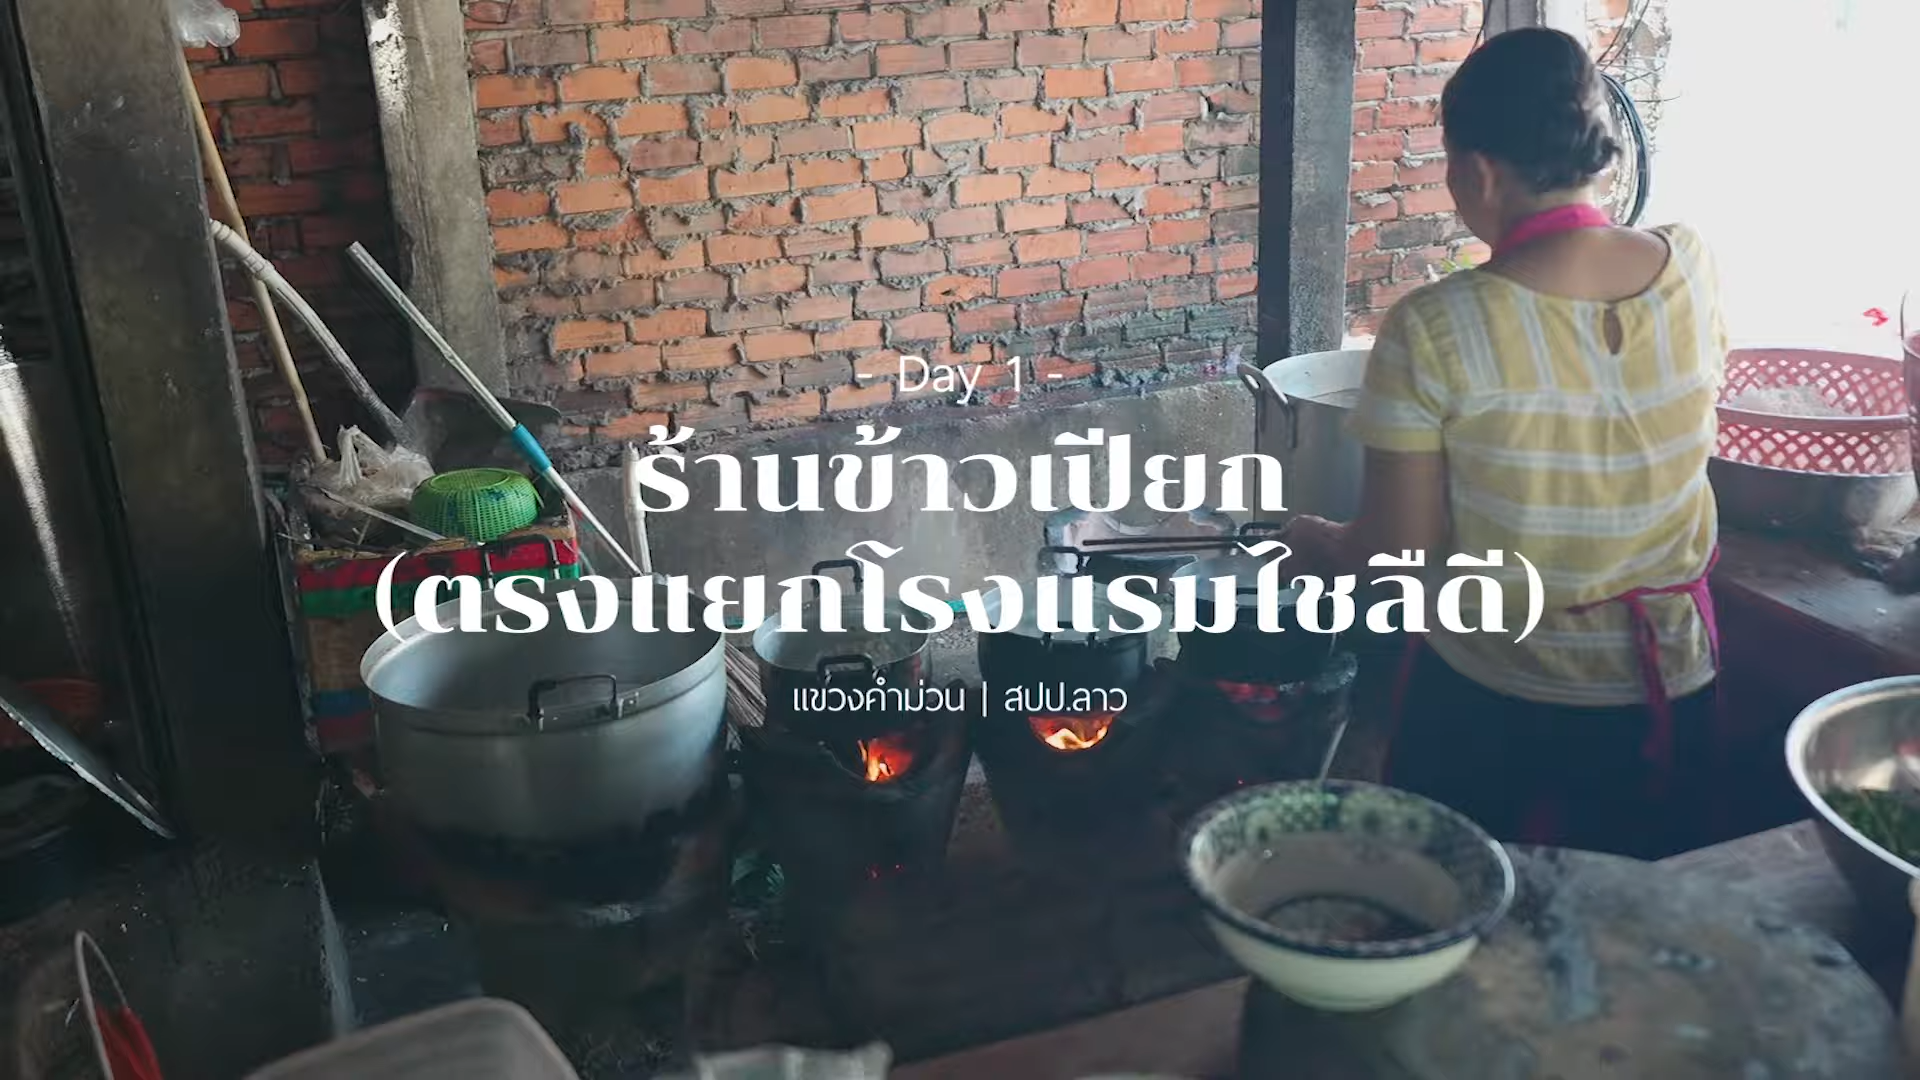 - Day 1 -
ร้านข้าวเปียก
(ตรงแยกโรงแรมไชลืดี)
แขวงคำม่วน | สปป.ลาว